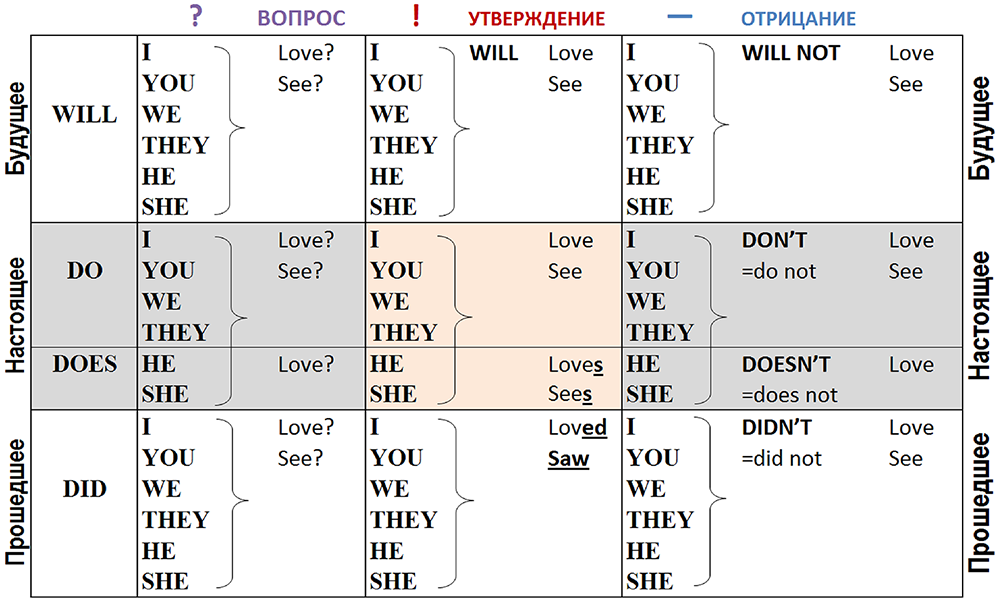 ? ВОПРОС ! УТВЕРЖДЕНИЕ — ОТРИЦАНИЕ
Будущее
WILL
I Love? I WILL Love I WILL NOT Love
YOU See? YOU See YOU See
WE WE WE
THEY THEY THEY
HE HE HE
SHE SHE SHE
Будущее
Настоящее
DO
I Love? I Love I DON'T Love
YOU See? YOU See YOU =do not See
WE WE WE
THEY THEY THEY
DOES
HE Love? HE Loves HE DOESN'T Love
SHE SHE Sees SHE =does not
Настоящее
Прошедшее
DID
I Love? I Loved I DIDN'T Love
YOU See? YOU Saw YOU =did not See
WE WE WE
THEY THEY THEY
HE HE HE
SHE SHE SHE
Прошедшее